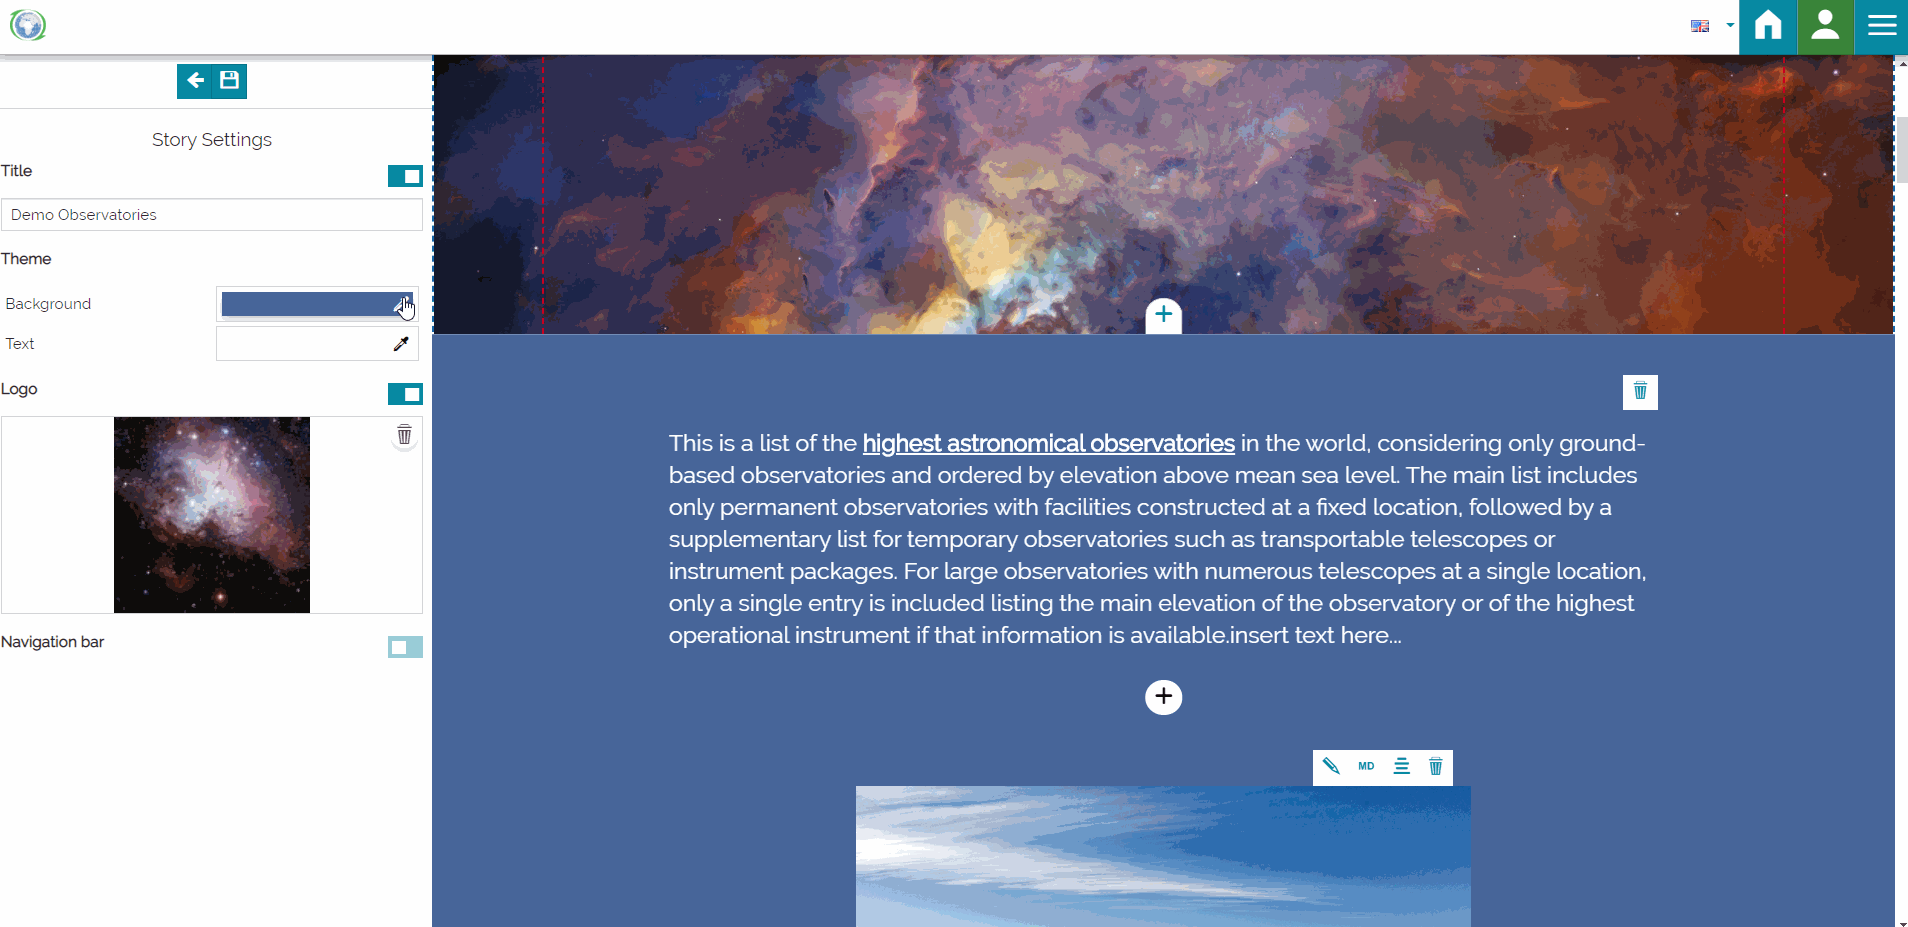 Story Settings
Title
Demo Observatories
Theme
Background
Text
Logo
Navigation bar
This is a list of the highest astronomical observatories in the world, considering only ground-
based observatories and ordered by elevation above mean sea level. The main list includes
only permanent observatories with facilities constructed at a fixed location, followed by a
supplementary list for temporary observatories such as transportable telescopes or
instrument packages. For large observatories with numerous telescopes at a single location,
only a single entry is included listing the main elevation of the observatory or of the highest
operational instrument if that information is available.insert text here...
MD